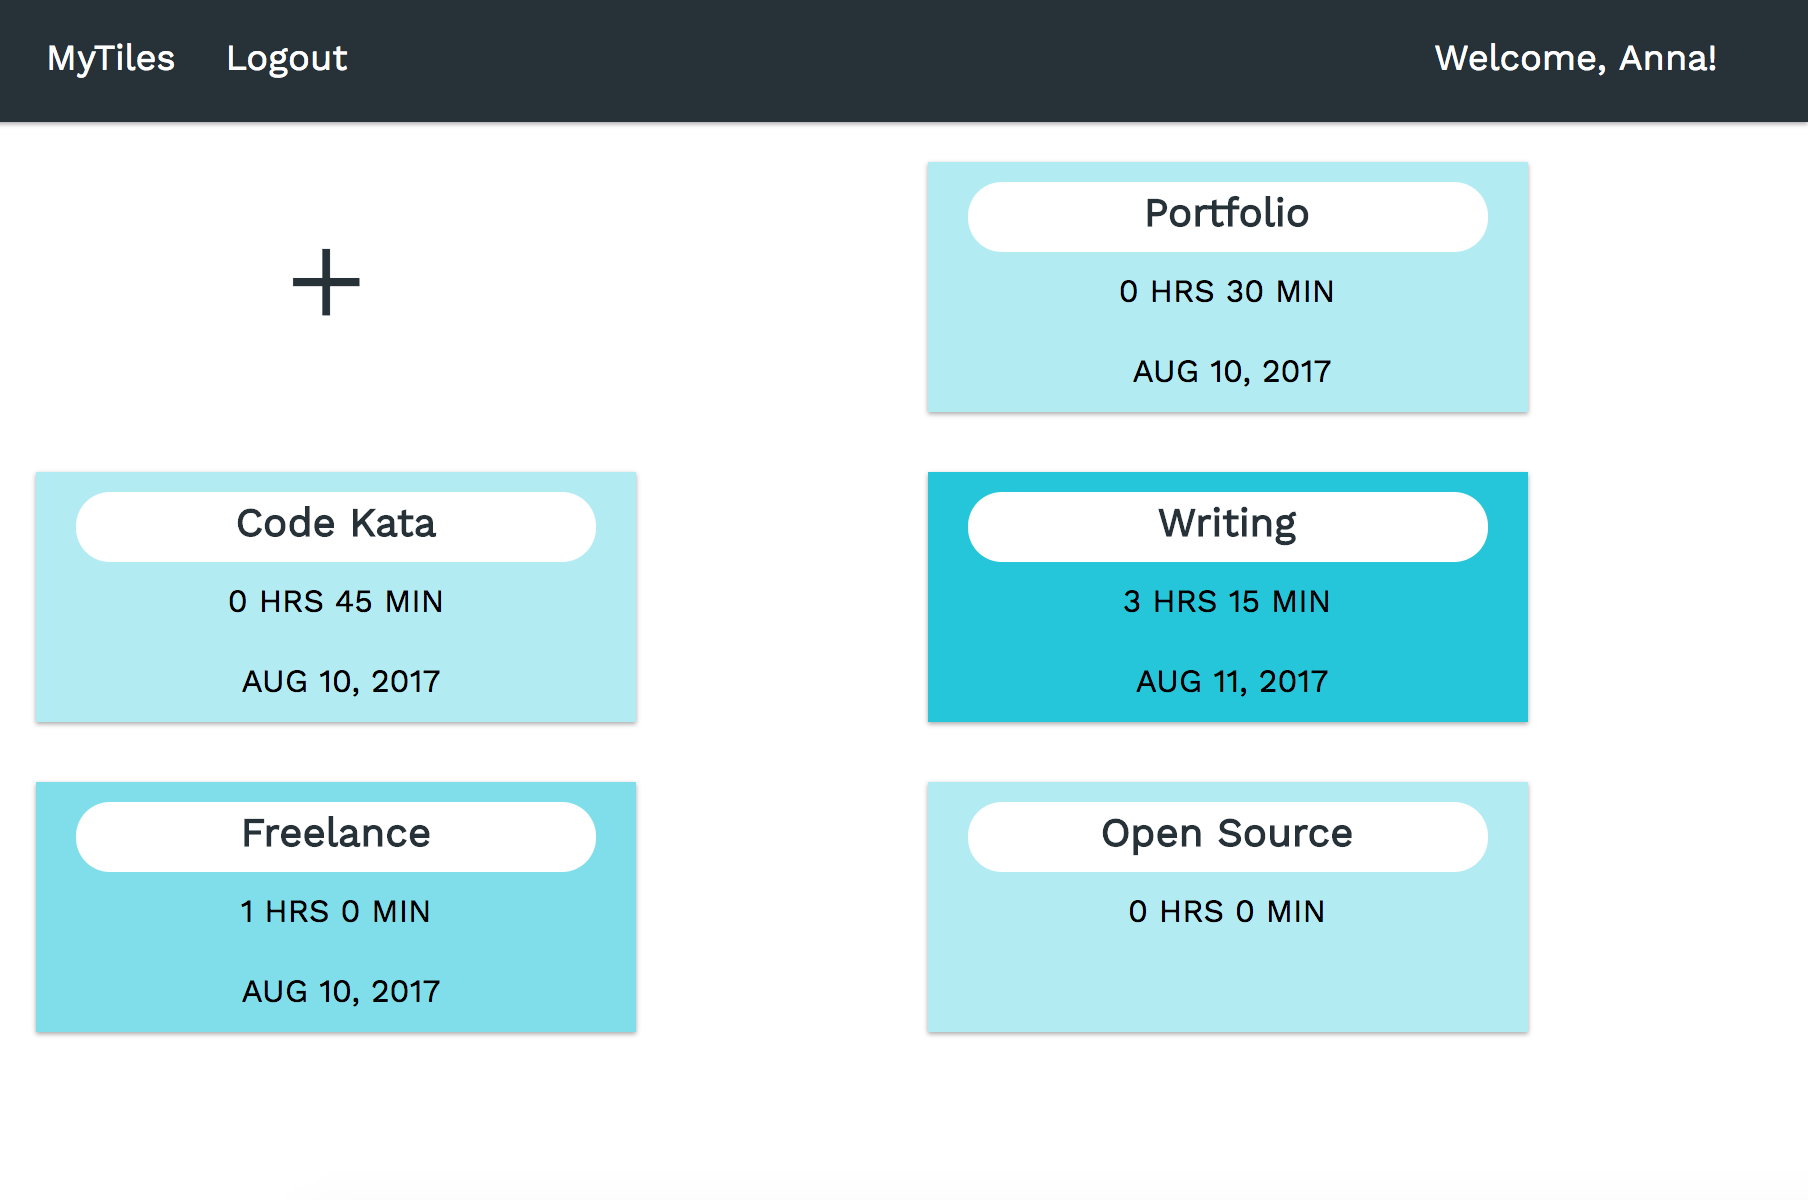 MyTiles Logout Welcome, Anna!
Portfolio
0 HRS 30 MIN
AUG 10, 2017
Code Kata
0 HRS 45 MIN
AUG 10, 2017
Writing
3 HRS 15 MIN
AUG 11, 2017
Freelance
1 HRS 0 MIN
AUG 10, 2017
Open Source
0 HRS 0 MIN